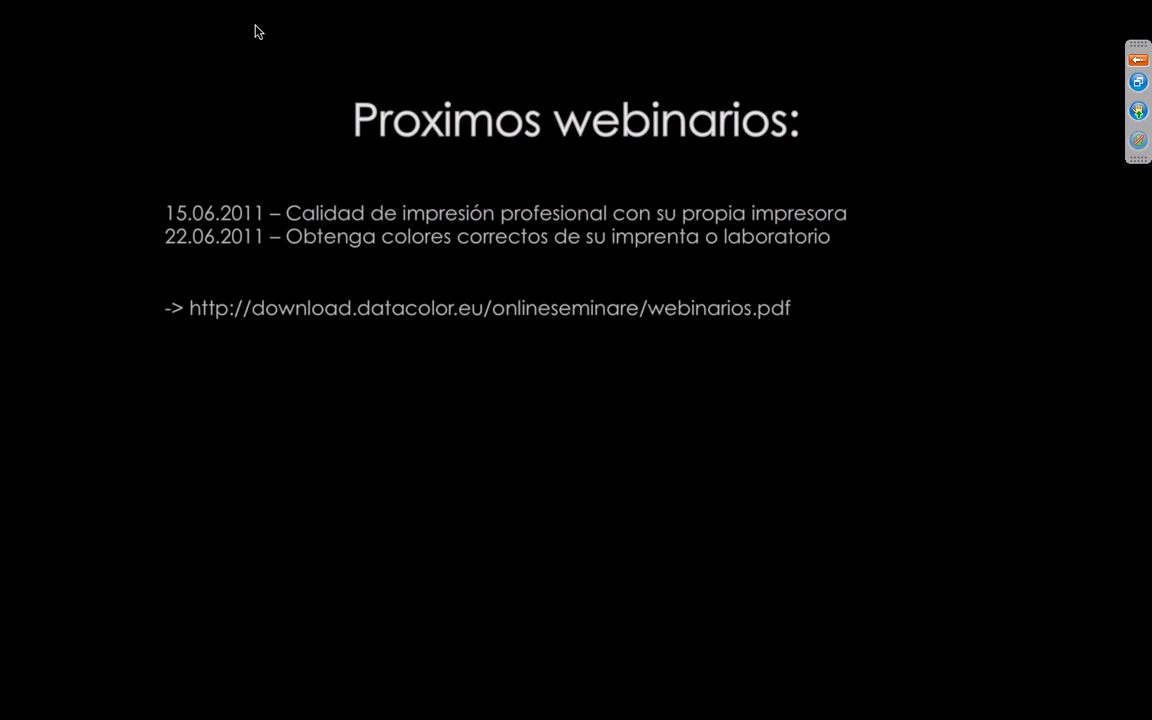 Proximos webinarios:
15.06.2011 – Calidad de impresión profesional con su propia impresora
22.06.2011 – Obtenga colores correctos de su imprenta o laboratorio
-> http://download.datacolor.eu/onlineseminare/webinarios.pdf